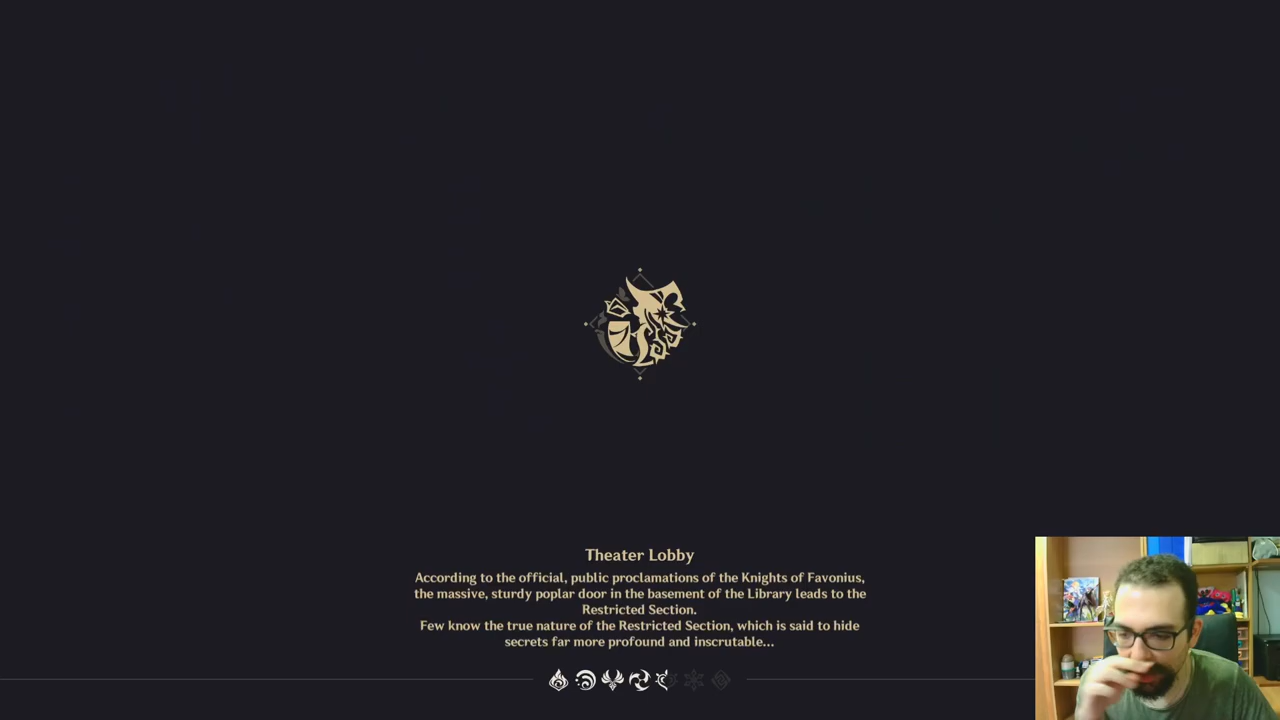 Theater Lobby
According to the official, public proclamations of the Knights of Favonius,
the massive, sturdy poplar door in the basement of the Library leads to the
Restricted Section.
Few know the true nature of the Restricted Section, which is said to hide
secrets far more profound and inscrutable...